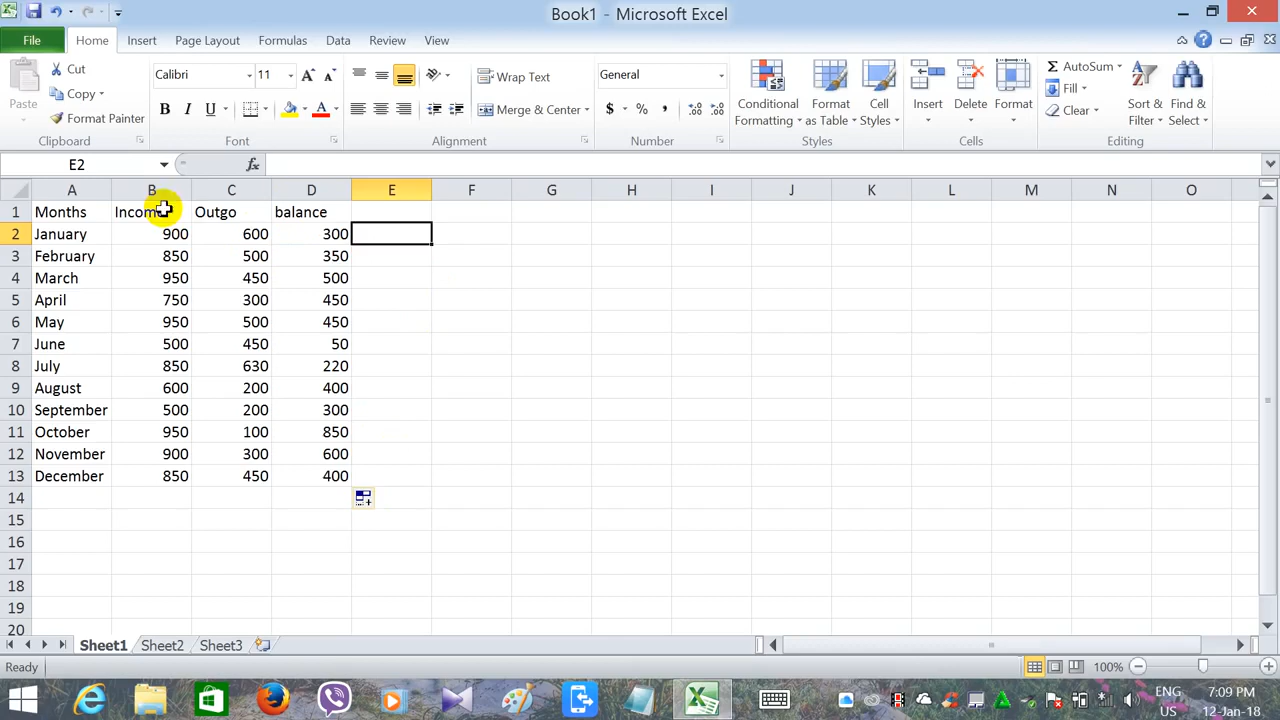 Book1 - Microsoft Excel
File Home Insert Page Layout Formulas Data Review View
Paste
Cut
Copy
Format Painter
Clipboard
Calibri 11
B I U A
Font
Wrap Text
Merge & Center
Alignment
General
$ % ,
Number
Conditional Formatting
Format as Table
Cell Styles
Styles
Insert Delete Format
Cells
AutoSum
Fill
Clear
Sort & Filter
Find & Select
Editing
E2 fx
A B C D E F G H I J K L M N O
1 Months Outgo balance
2 January 900 600 300
3 February 850 500 350
4 March 950 450 500
5 April 750 300 450
6 May 950 500 450
7 June 500 450 50
8 July 850 630 220
9 August 600 200 400
10 September 500 200 300
11 October 950 100 850
12 November 900 300 600
13 December 850 450 400
14
15
16
17
18
19
20
Sheet1 Sheet2 Sheet3
Ready 100%
ENG 7:09 PM
US 12-Jan-18